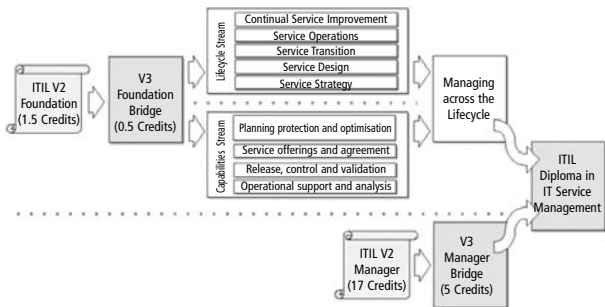 ITIL V2
Foundation
(1.5 Credits)
V3
Foundation
Bridge
(0.5 Credits)
Lifecycle Stream
Continual Service Improvement
Service Operations
Service Transition
Service Design
Service Strategy
Capabilities Stream
Planning protection and optimisation
Service offerings and agreement
Release, control and validation
Operational support and analysis
Managing
across the
Lifecycle
ITIL
Diploma in
IT Service
Management
ITIL V2
Manager
(17 Credits)
V3
Manager
Bridge
(5 Credits)